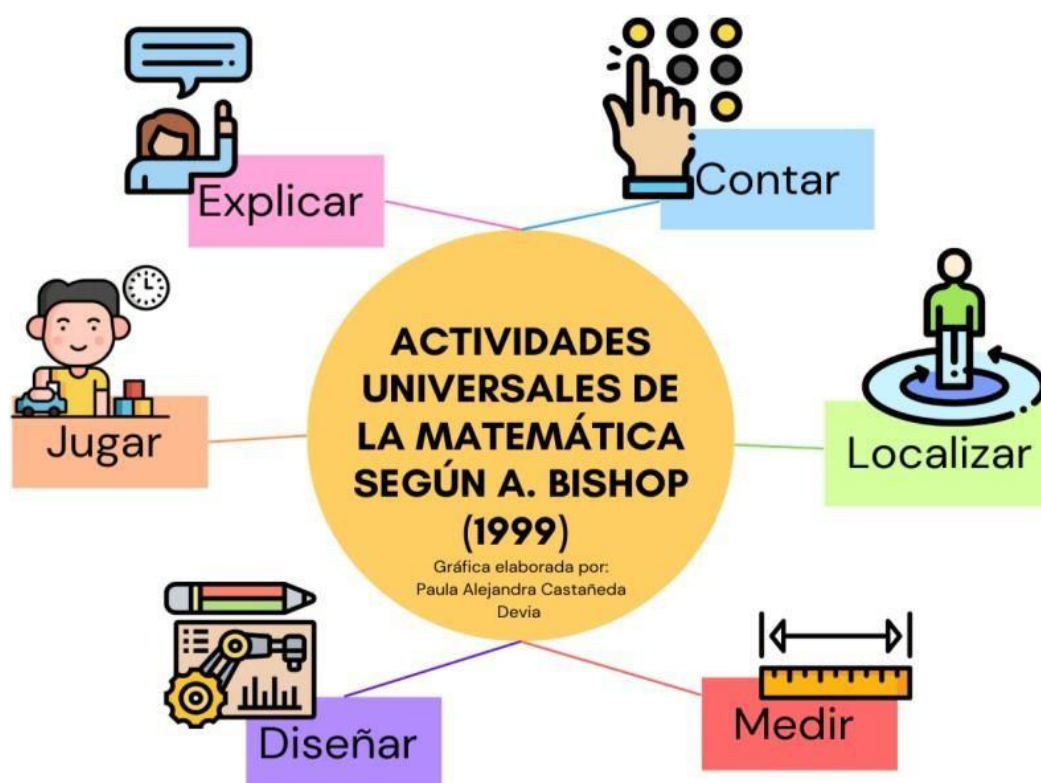 Explicar
Contar
Jugar
ACTIVIDADES
UNIVERSALES DE
LA MATEMÁTICA
SEGÚN A. BISHOP
(1999)
Gráfica elaborada por:
Paula Alejandra Castañeda
Devia
Localizar
Diseñar
Medir